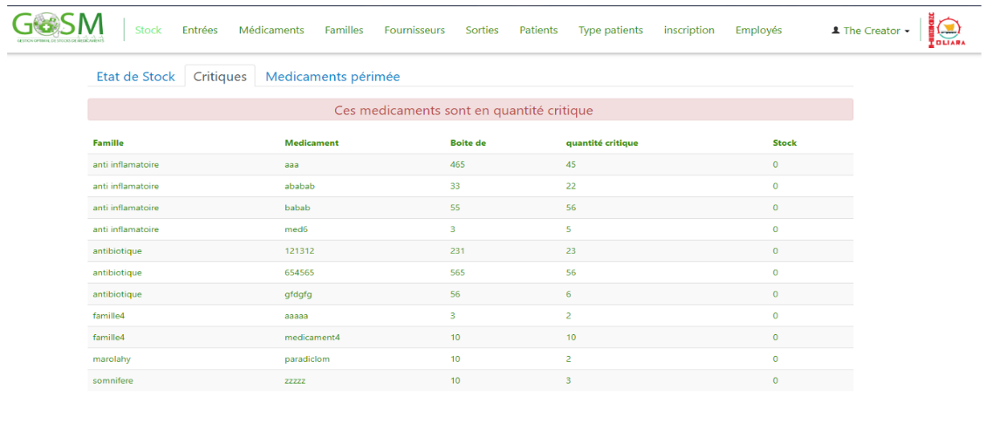 GOSM
GESTION OPTIMAL DE STOCKS DE MEDICAMENTS
Stock Entrées Médicaments Familles Fournisseurs Sorties Patients Type patients inscription Employés The Creator
OLIARA
Etat de Stock Critiques Medicaments périmée
Ces medicaments sont en quantité critique
Famille Medicament Boite de quantité critique Stock
anti inflamatoire aaa 465 45 0
anti inflamatoire ababab 33 22 0
anti inflamatoire babab 55 56 0
anti inflamatoire med6 3 5 0
antibiotique 121312 231 23 0
antibiotique 654565 565 56 0
antibiotique gfdgfg 56 6 0
famille4 aaaaa 3 2 0
famille4 medicament4 10 10 0
marolahy paradiclom 10 2 0
somnifere zzzzz 10 3 0